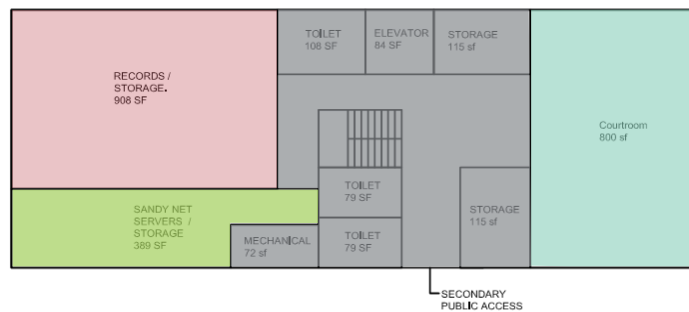 TOILET
108 SF
ELEVATOR
84 SF
STORAGE
115 sf
RECORDS /
STORAGE.
908 SF
Courtroom
800 sf
TOILET
79 SF
SANDY NET
SERVERS /
STORAGE
389 SF
STORAGE
115 sf
MECHANICAL
72 sf
TOILET
79 SF
SECONDARY
PUBLIC ACCESS